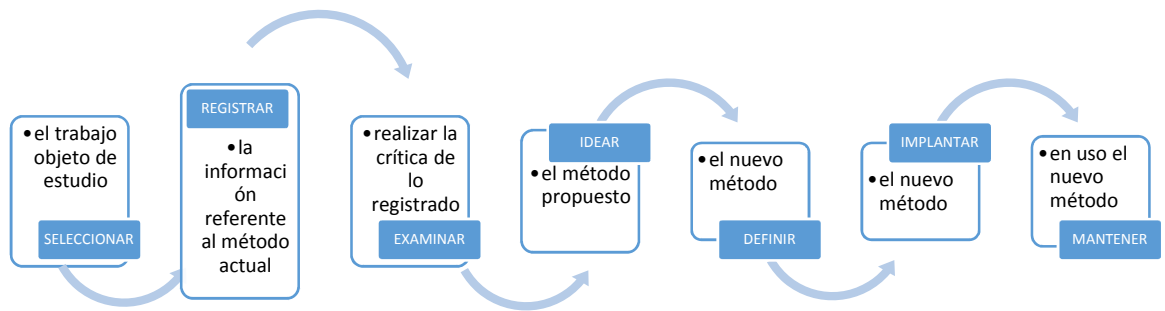 • el trabajo
objeto de
estudio
SELECCIONAR
REGISTRAR
• la
informaci
ón
referente
al método
actual
• realizar la
crítica de
lo
registrado
EXAMINAR
IDEAR
• el método
propuesto
• el nuevo
método
DEFINIR
IMPLANTAR
• el nuevo
método
• en uso el
nuevo
método
MANTENER